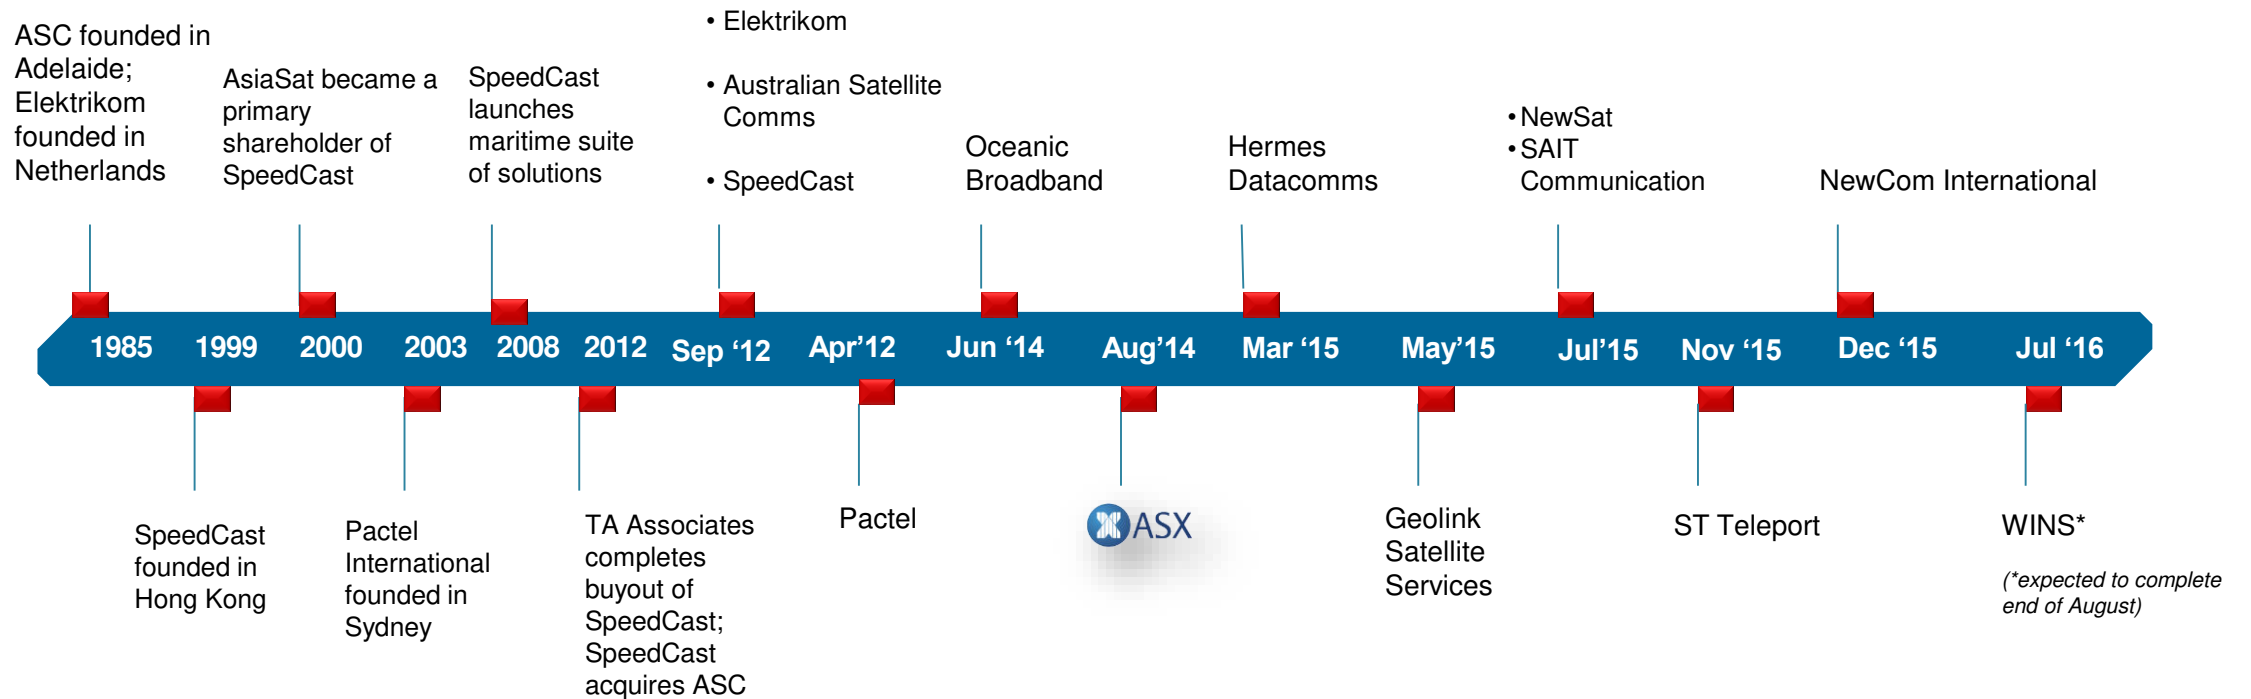 ASC founded in
Adelaide;
Elektrikom
founded in
Netherlands
AsiaSat became a
primary
shareholder of
SpeedCast
SpeedCast
launches
maritime suite
of solutions
• Elektrikom
• Australian Satellite
Comms
• SpeedCast
Oceanic
Broadband
Hermes
Datacomms
• NewSat
• SAIT
Communication
NewCom International
1985 1999 2000 2003 2008 2012 Sep ‘12 Apr’12 Jun ‘14 Aug’14 Mar ‘15 May’15 Jul’15 Nov ‘15 Dec ‘15 Jul ‘16
SpeedCast
founded in
Hong Kong
Pactel
International
founded in
Sydney
TA Associates
completes
buyout of
SpeedCast;
SpeedCast
acquires ASC
Pactel
ASX
Geolink
Satellite
Services
ST Teleport
WINS*
(*expected to complete
end of August)